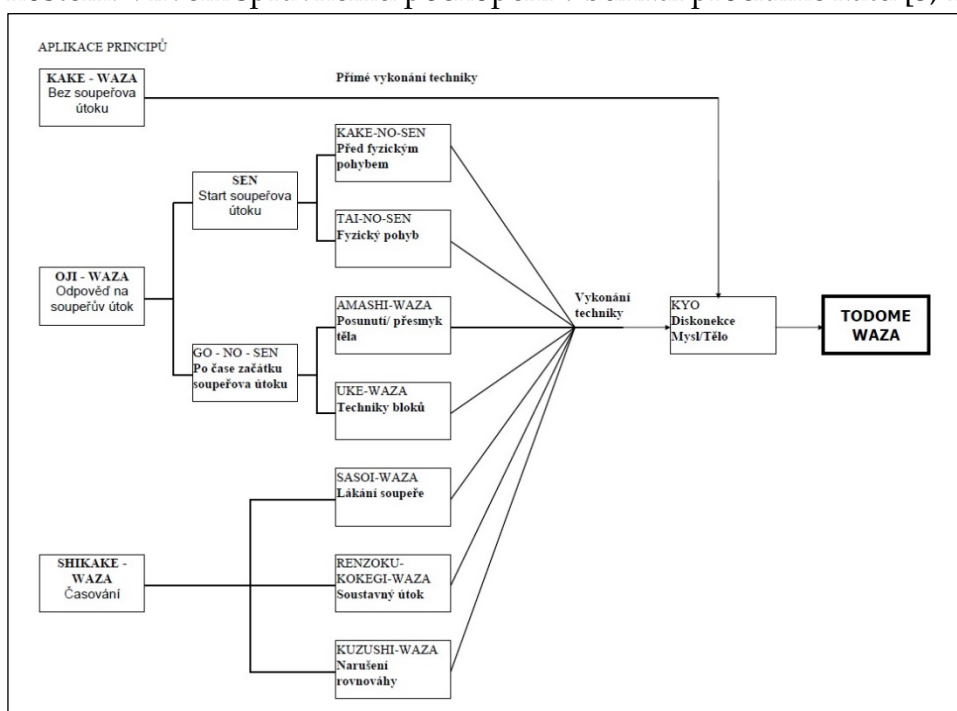 APLIKACE PRINCIPŮ
KAKE - WAZA
Bez soupeřova
útoku
Přímé vykonání techniky
KAKE-NO-SEN
Před fyzickým
pohybem
SEN
Start soupeřova
útoku
TAI-NO-SEN
Fyzický pohyb
OJI - WAZA
Odpověď na
soupeřův útok
AMASHI-WAZA
Posunutí/ přesmyk
těla
Vykonání
techniky
KYO
Diskonekce
Mysl/Tělo
TODOME
WAZA
GO - NO - SEN
Po čase začátku
soupeřova útoku
UKE-WAZA
Techniky bloků
SASOI-WAZA
Lákání soupeře
SHIKAKE -
WAZA
Časování
RENZOKU-
KOKEGI-WAZA
Soustavný útok
KUZUSHI-WAZA
Narušení
rovnováhy